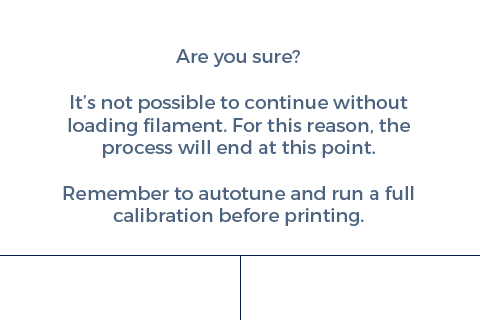 Are you sure?
It’s not possible to continue without
loading filament. For this reason, the
process will end at this point.
Remember to autotune and run a full
calibration before printing.